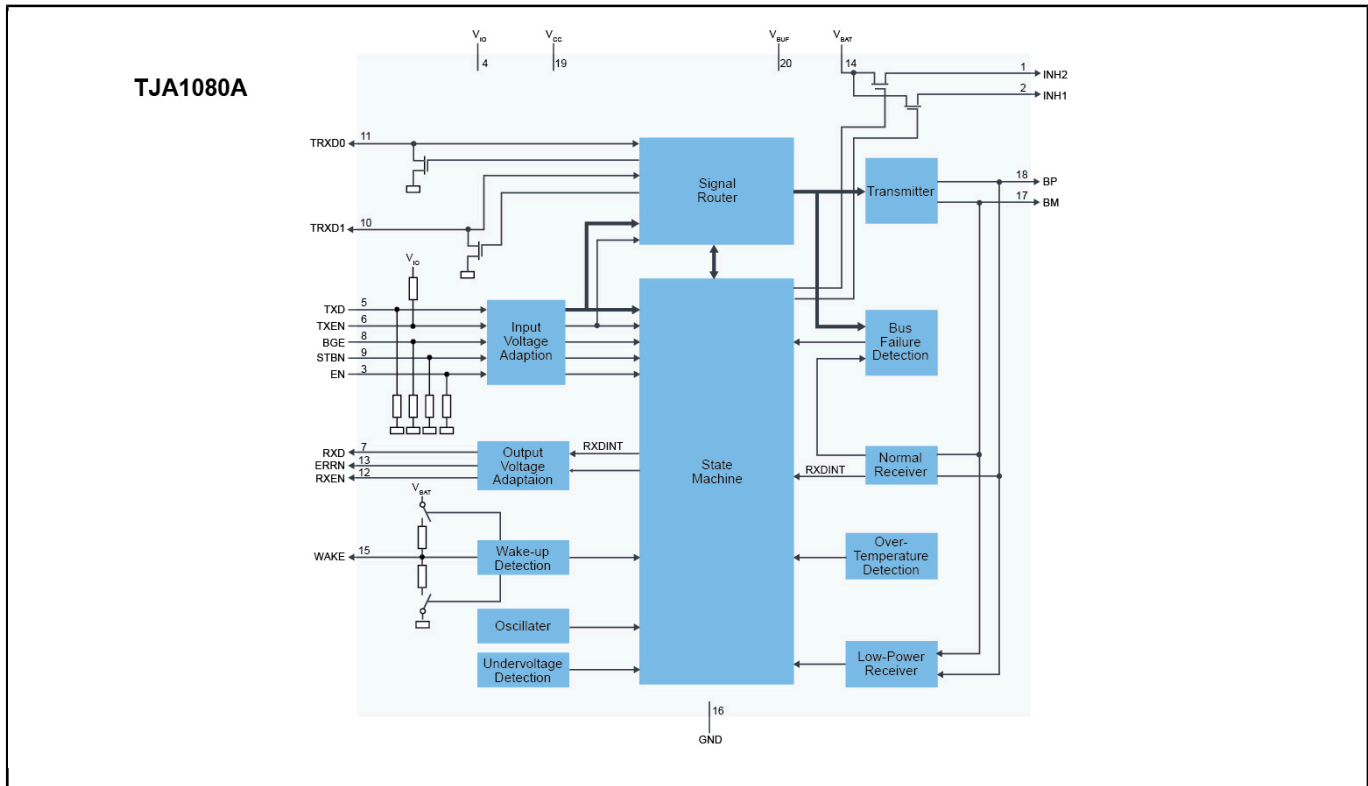 TJA1080A
VIO
VCC
VBUF
VBAT
4
19
20
14
1
INH2
2
INH1
TRXD0
11
Signal
Router
Transmitter
18
BP
17
BM
TRXD1
10
VIO
TXD
5
TXEN
6
BGE
8
STBN
9
EN
3
Input
Voltage
Adaption
Bus
Failure
Detection
State
Machine
RXD
7
ERRN
13
RXEN
12
Output
Voltage
Adaptaion
RXDINT
RXDINT
Normal
Receiver
VBAT
WAKE
15
Wake-up
Detection
Over-
Temperature
Detection
Oscillater
Undervoltage
Detection
Low-Power
Receiver
16
GND